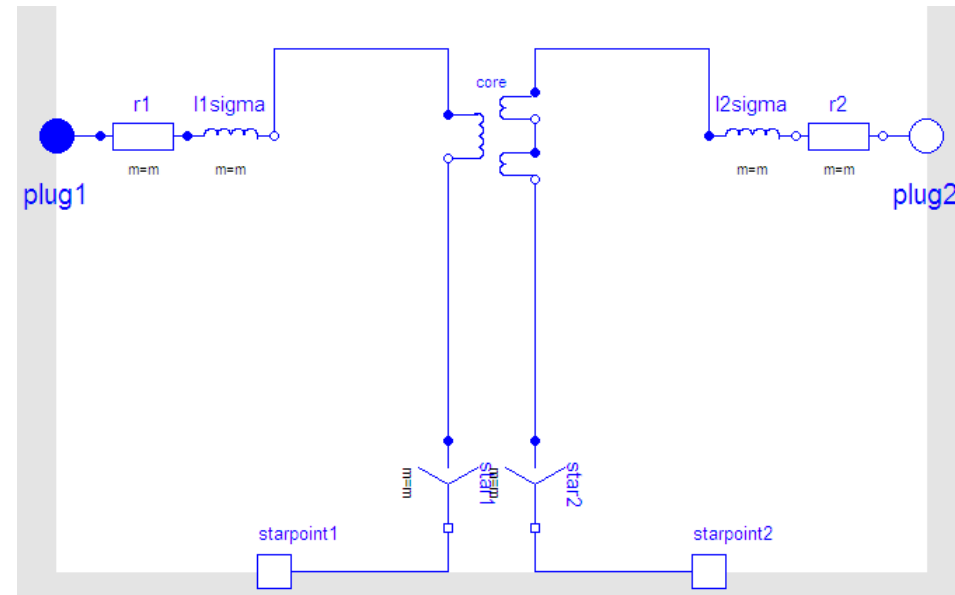 core
r1
l1sigma
l2sigma
r2
m=m
m=m
m=m
m=m
plug1
plug2
m=m
star1
m=m
star2
starpoint1
starpoint2